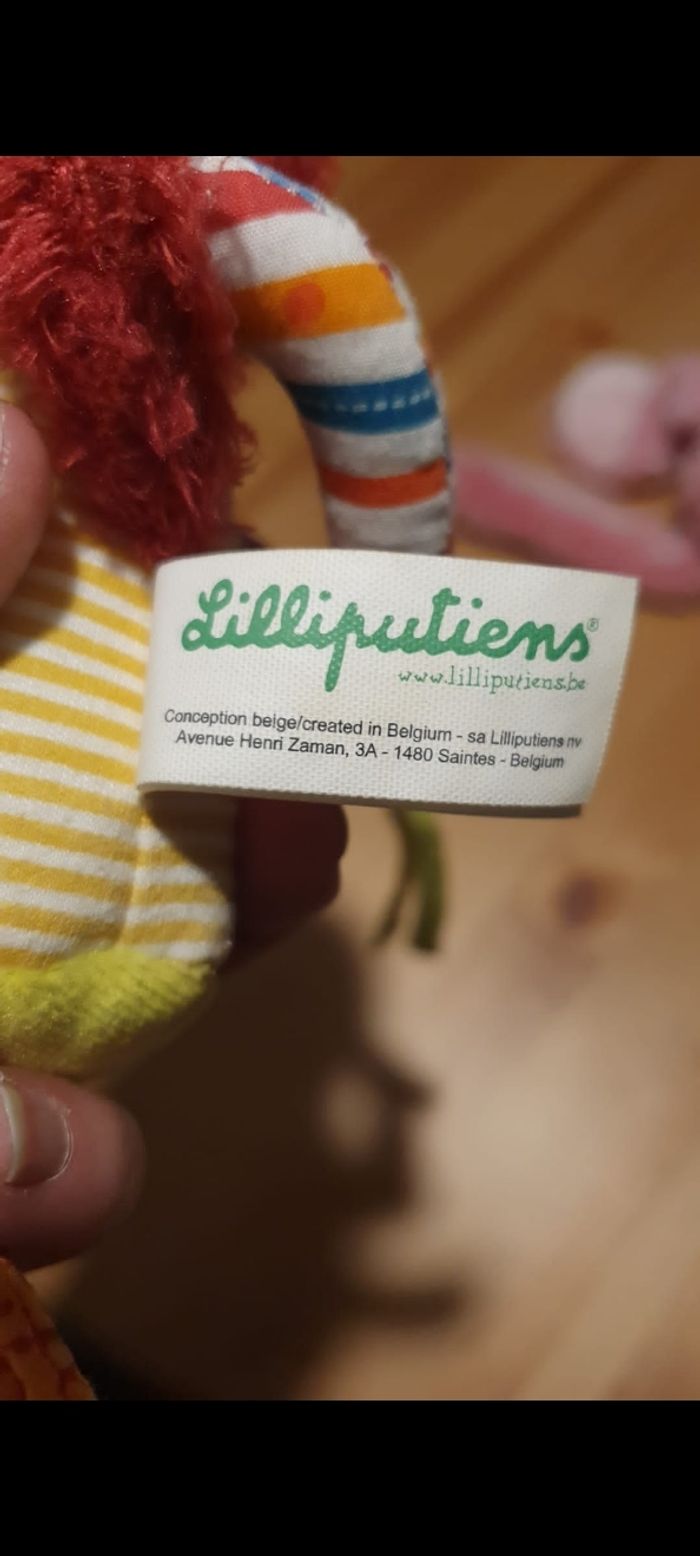 Lilliputiens®
www.lilliputiens.be
Conception belge/created in Belgium - sa Lilliputiens nv
Avenue Henri Zaman, 3A - 1480 Saintes - Belgium